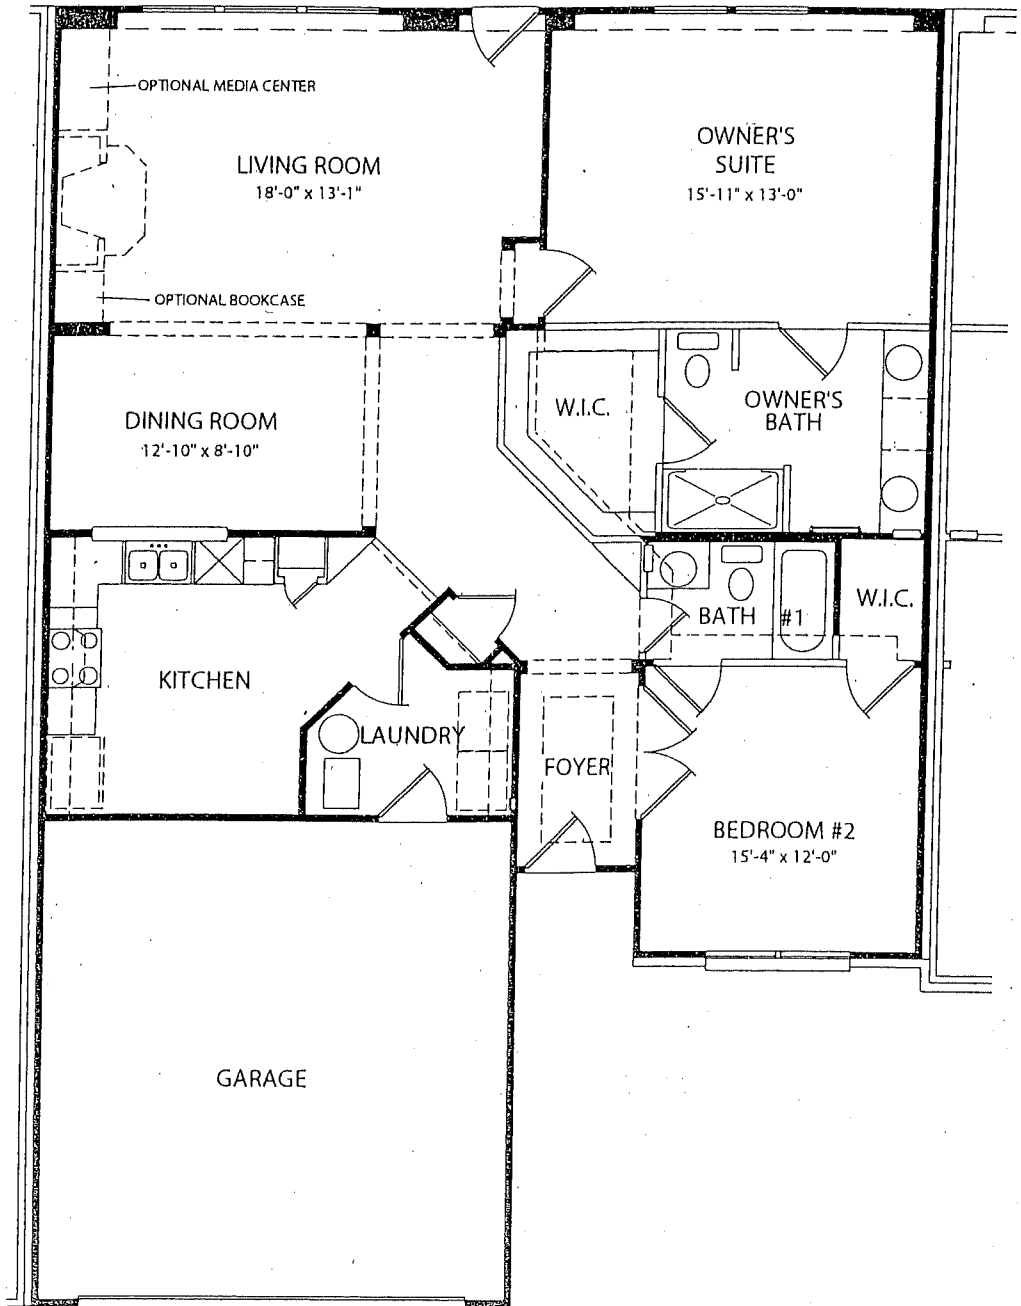 OPTIONAL MEDIA CENTER
LIVING ROOM
18'-0" x 13'-1"
OWNER'S
SUITE
15'-11" x 13'-0"
OPTIONAL BOOKCASE
DINING ROOM
12'-10" x 8'-10"
W.I.C.
OWNER'S
BATH
BATH #1
W.I.C.
KITCHEN
LAUNDRY
FOYER
BEDROOM #2
15'-4" x 12'-0"
GARAGE